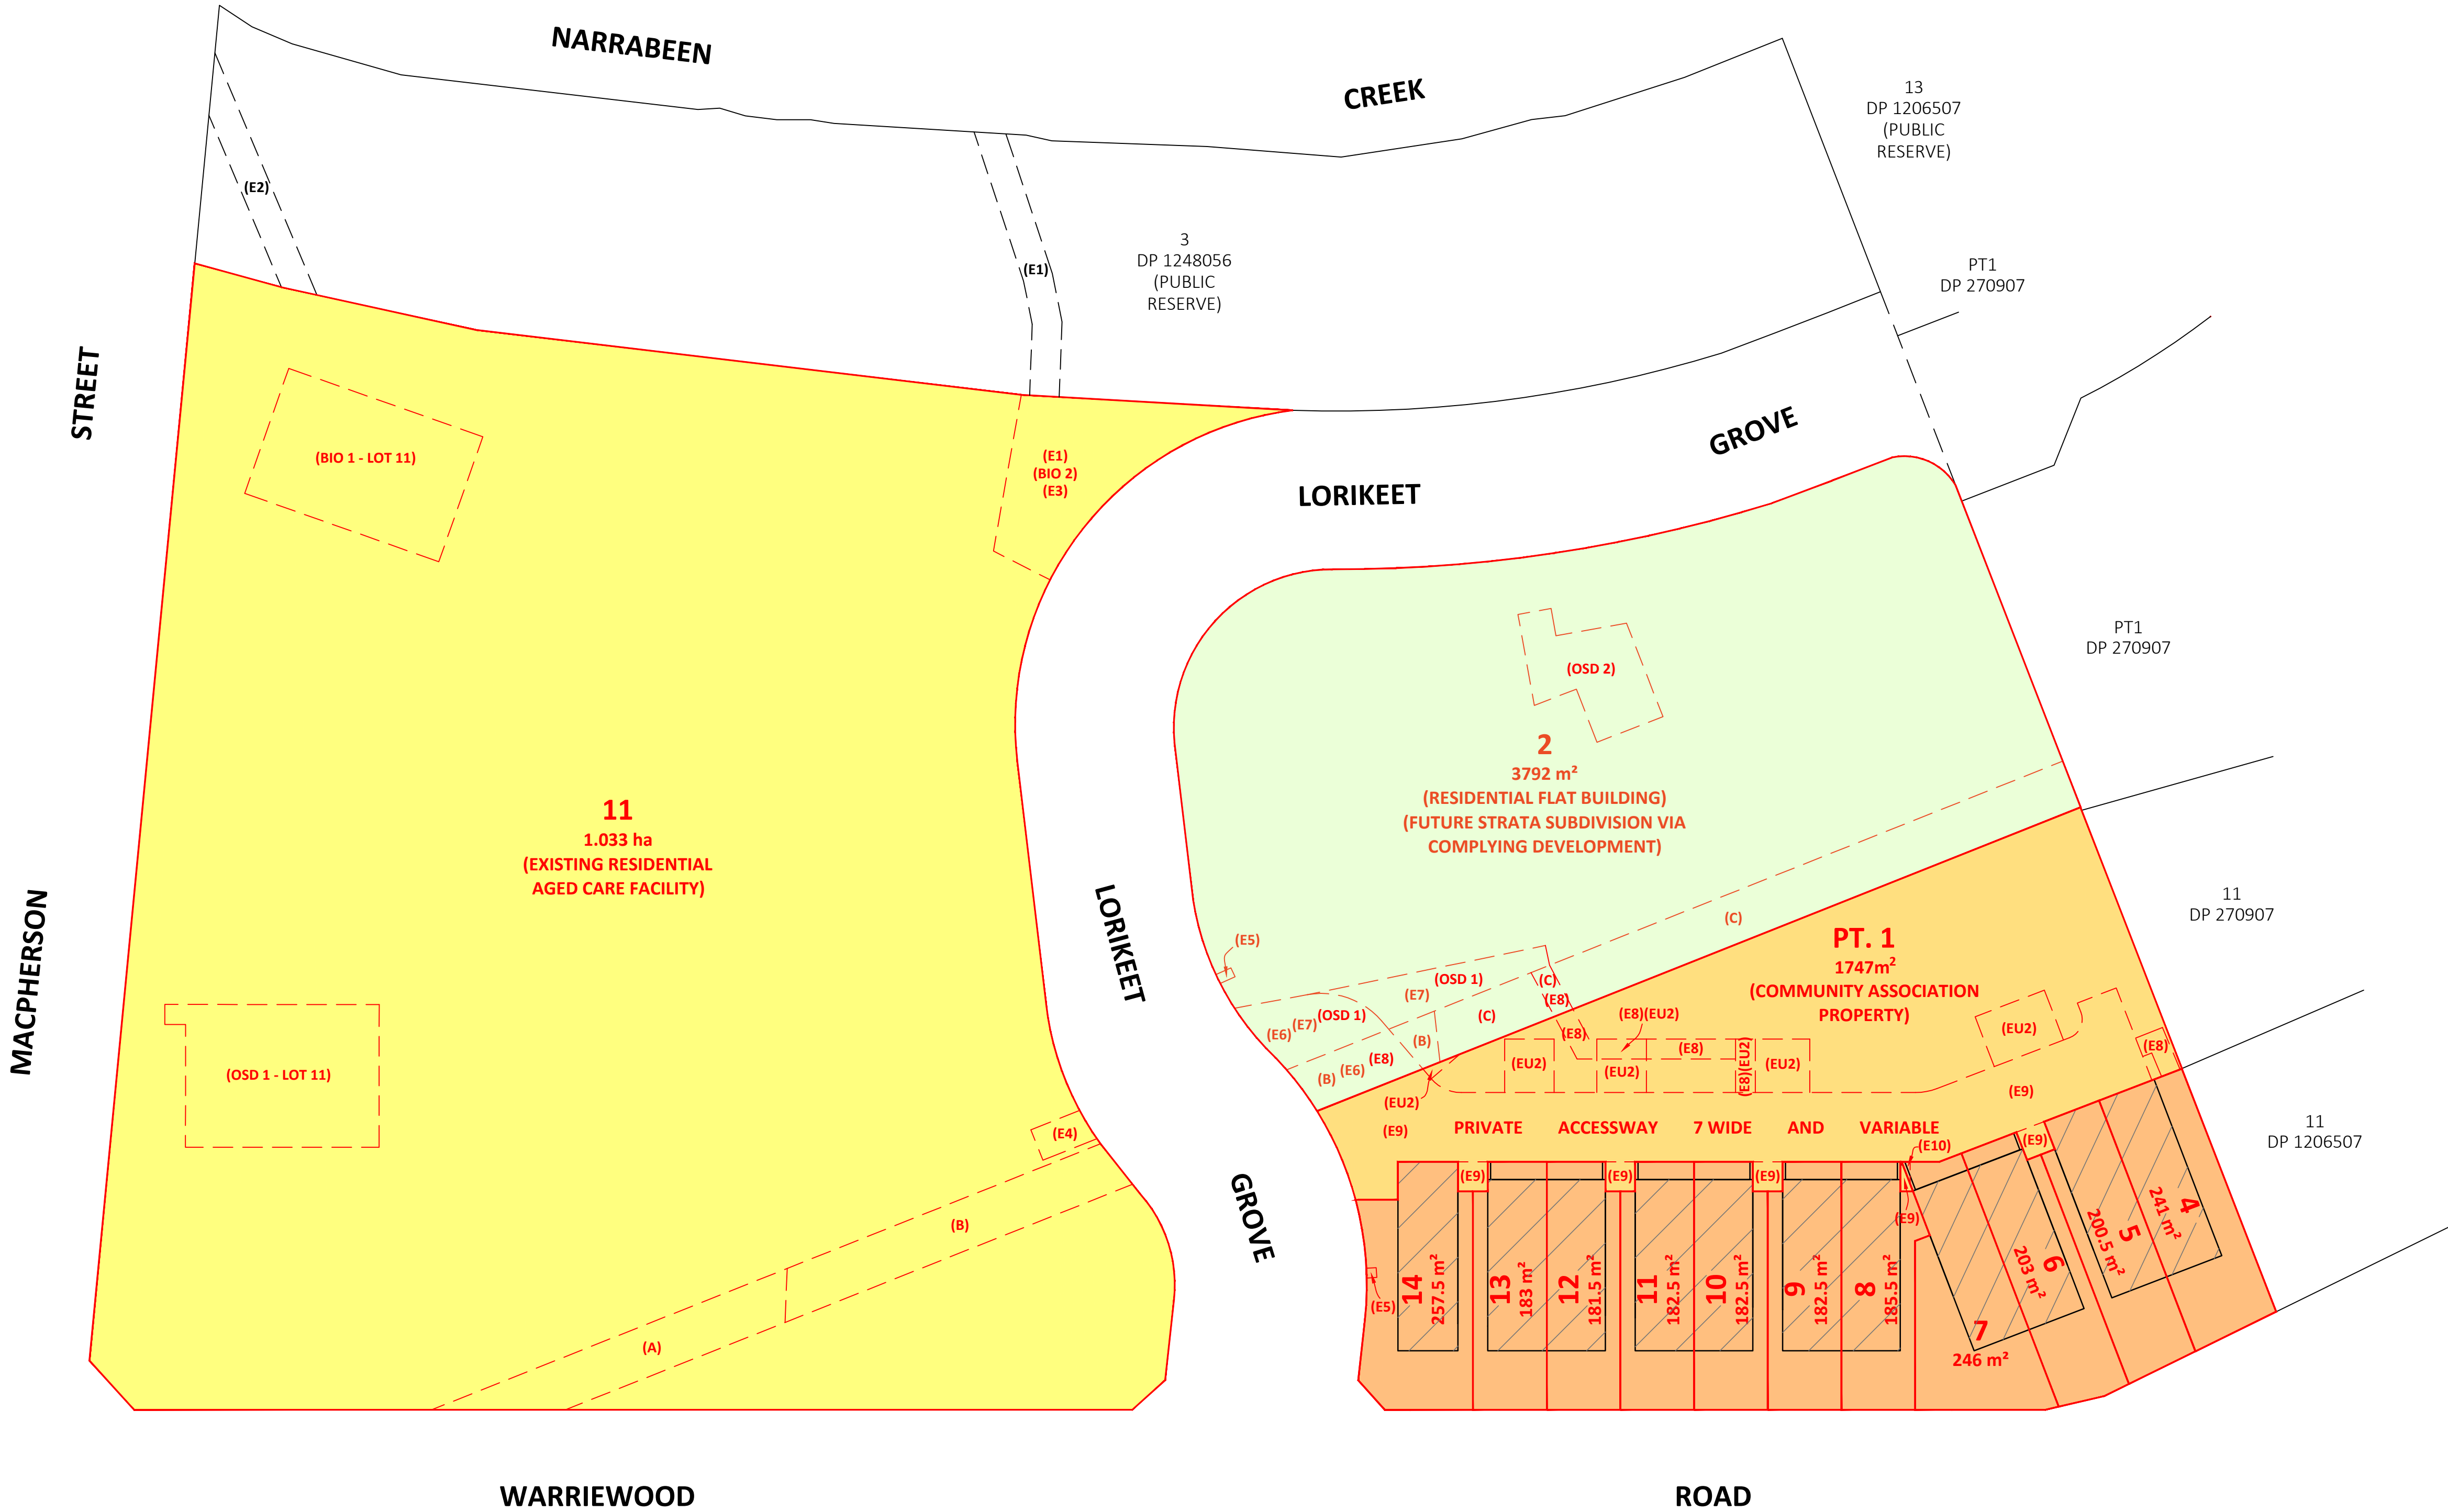 NARRABEEN
CREEK
13
DP 1206507
(PUBLIC
RESERVE)
(E2)
3
DP 1248056
(PUBLIC
RESERVE)
(E1)
PT1
DP 270907
STREET
(BIO 1 - LOT 11)
(E1)
(BIO 2)
(E3)
GROVE
LORIKEET
PT1
DP 270907
(OSD 2)
2
3792 m²
(RESIDENTIAL FLAT BUILDING)
(FUTURE STRATA SUBDIVISION VIA
COMPLYING DEVELOPMENT)
11
1.033 ha
(EXISTING RESIDENTIAL
AGED CARE FACILITY)
MACPHERSON
LORIKEET
(C)
11
DP 270907
(E5)
PT. 1
1747m²
(COMMUNITY ASSOCIATION
PROPERTY)
(OSD 1)
(C)
(E7)
(E8)
(E8)(EU2)
(OSD 1)
(C)
(E7)
(E6)
(E8)
(EU2)
(B)
(E8)
(E8)
(E8)
(EU2)
(EU2)
(E8)(EU2)
(EU2)
(B)
(E6)
(OSD 1 - LOT 11)
(EU2)
(E9)
(E9)
PRIVATE ACCESSWAY 7 WIDE AND VARIABLE
11
DP 1206507
(E4)
(E10)
(E9)
(E9)
(E9)
(E9)
(E9)
(B)
GROVE
(E5)
(A)
14
257.5 m²
13
183 m²
12
181.5 m²
11
182.5 m²
10
182.5 m²
9
182.5 m²
8
185.5 m²
7
246 m²
6
203 m²
5
200.5 m²
4
241 m²
WARRIEWOOD
ROAD